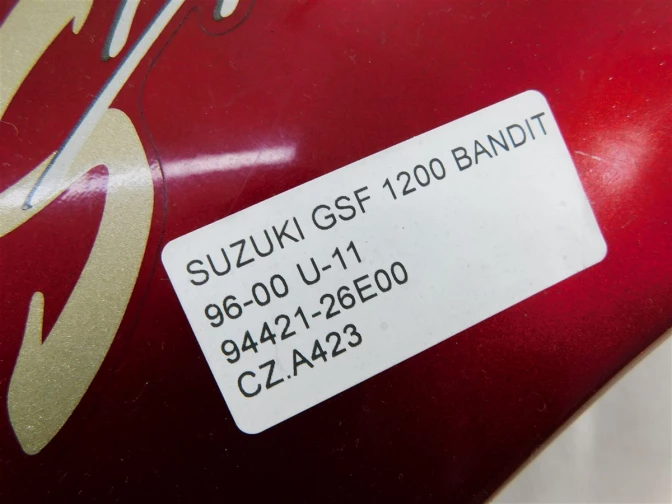 SUZUKI GSF 1200 BANDIT
96-00 U-11
94421-26E00
CZ.A423